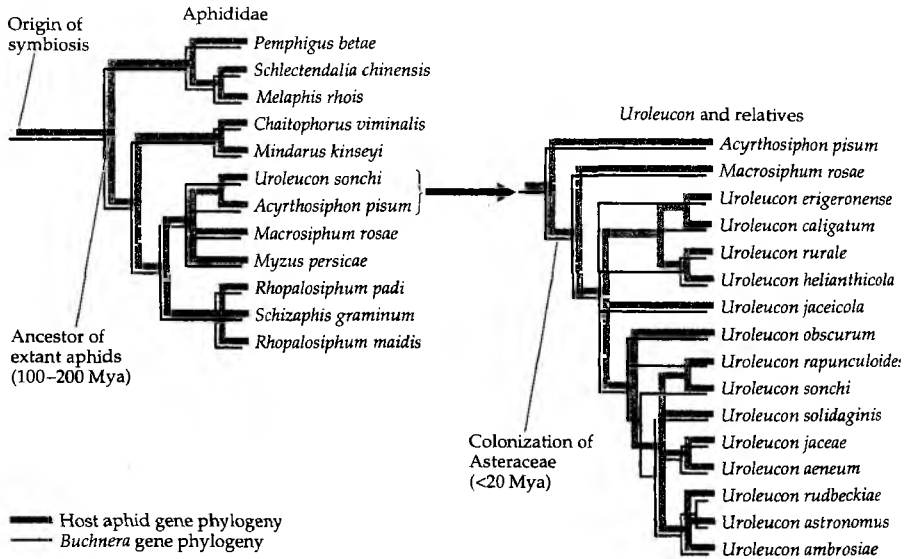 Origin of
symbiosis
Aphididae
Pemphigus betae
Schlectendalia chinensis
Melaphis rhois
Chaitophorus viminalis
Mindarus kinseyi
Uroleucon sonchi
Acyrthosiphon pisum
Macrosiphum rosae
Myzus persicae
Rhopalosiphum padi
Schizaphis graminum
Rhopalosiphum maidis
Ancestor of
extant aphids
(100–200 Mya)
Host aphid gene phylogeny
Buchnera gene phylogeny
Uroleucon and relatives
Acyrthosiphon pisum
Macrosiphum rosae
Uroleucon erigeronense
Uroleucon caligatum
Uroleucon rurale
Uroleucon helianthicola
Uroleucon jaceicola
Uroleucon obscurum
Uroleucon rapunculoides
Uroleucon sonchi
Uroleucon solidaginis
Uroleucon jaceae
Uroleucon aeneum
Uroleucon rudbeckiae
Uroleucon astronomus
Uroleucon ambrosiae
Colonization of
Asteraceae
(<20 Mya)